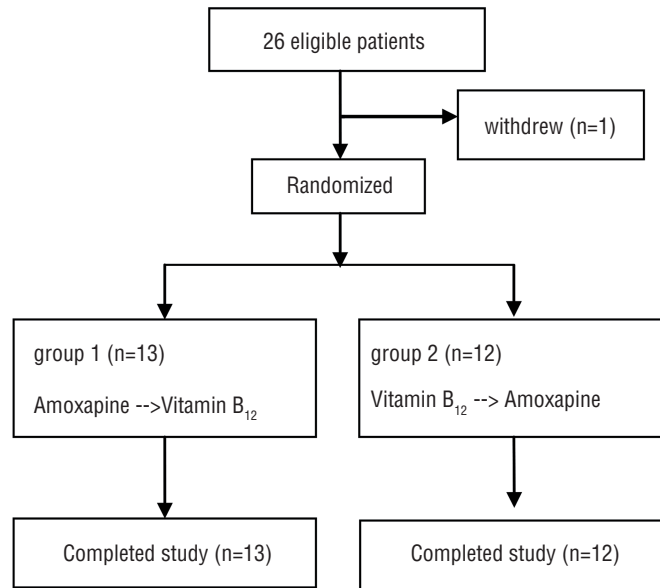 26 eligible patients
withdrew (n=1)
Randomized
group 1 (n=13)
Amoxapine -->Vitamin B₁₂
group 2 (n=12)
Vitamin B₁₂ --> Amoxapine
Completed study (n=13)
Completed study (n=12)